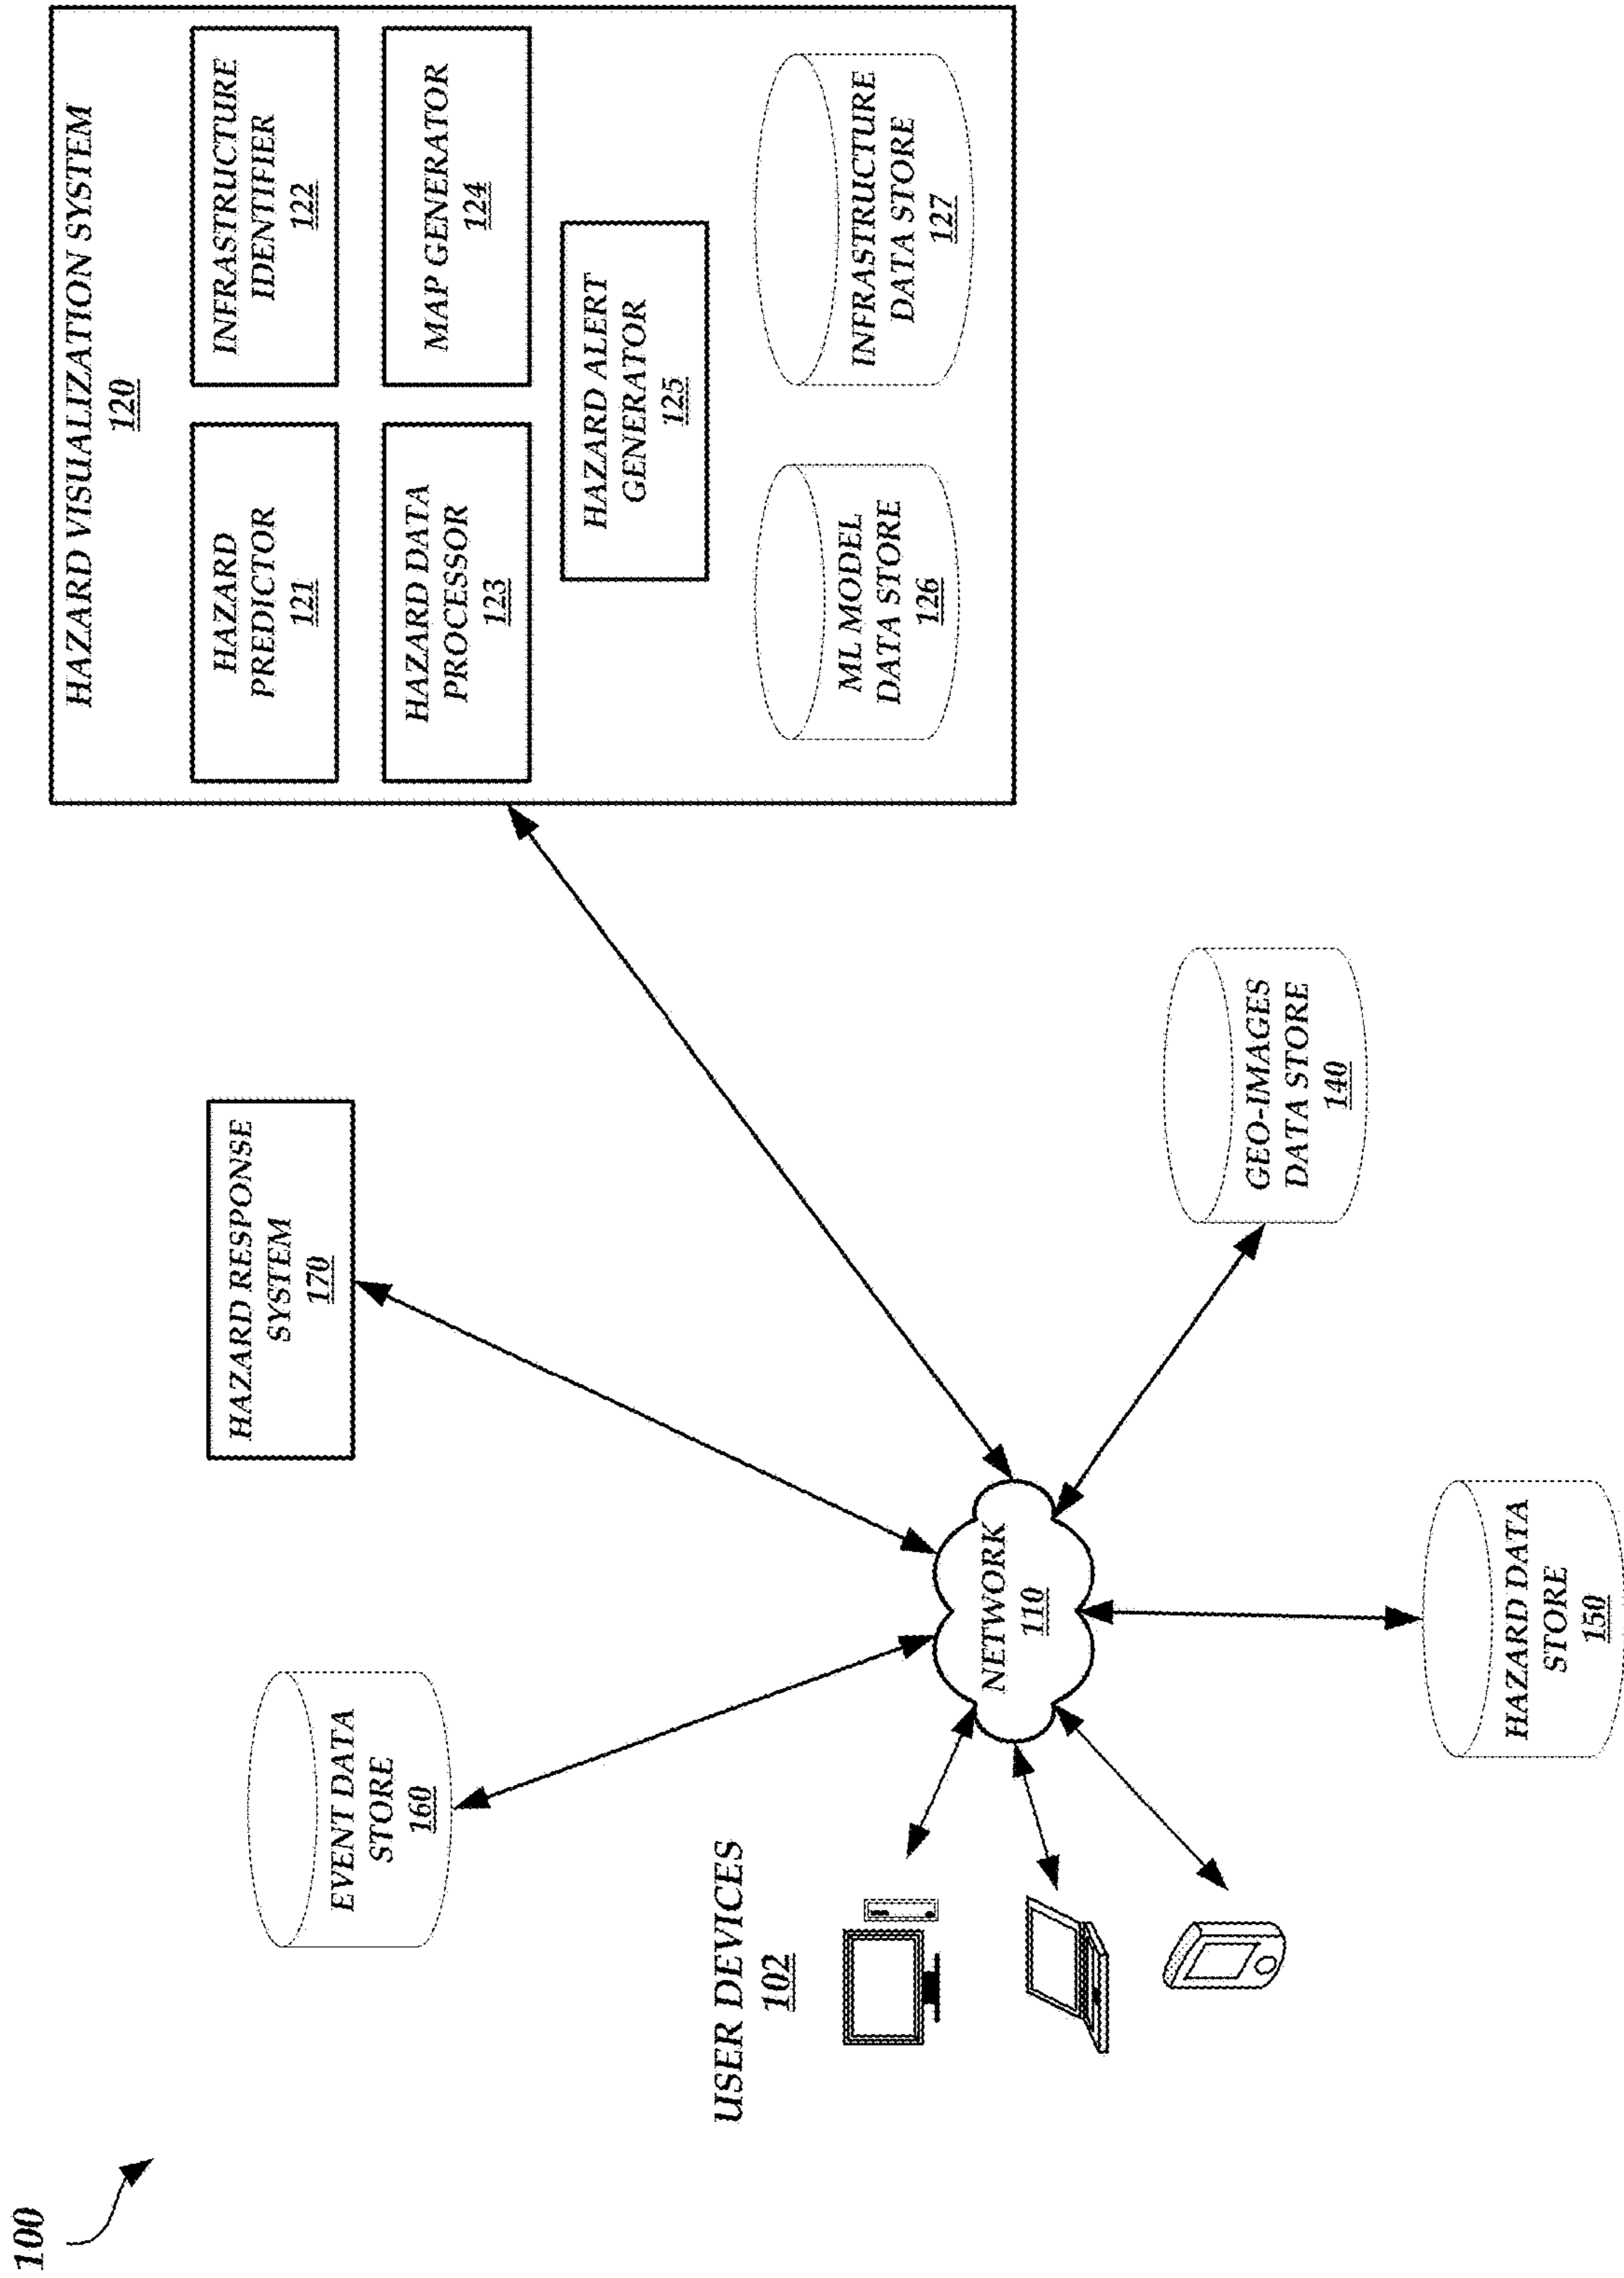 100
USER DEVICES
102
EVENT DATA
STORE
160
HAZARD RESPONSE
SYSTEM
170
NETWORK
110
HAZARD DATA
STORE
150
GEO-IMAGES
DATA STORE
140
HAZARD VISUALIZATION SYSTEM
120
HAZARD
PREDICTOR
121
INFRASTRUCTURE
IDENTIFIER
122
HAZARD DATA
PROCESSOR
123
MAP GENERATOR
124
HAZARD ALERT
GENERATOR
125
ML MODEL
DATA STORE
126
INFRASTRUCTURE
DATA STORE
127